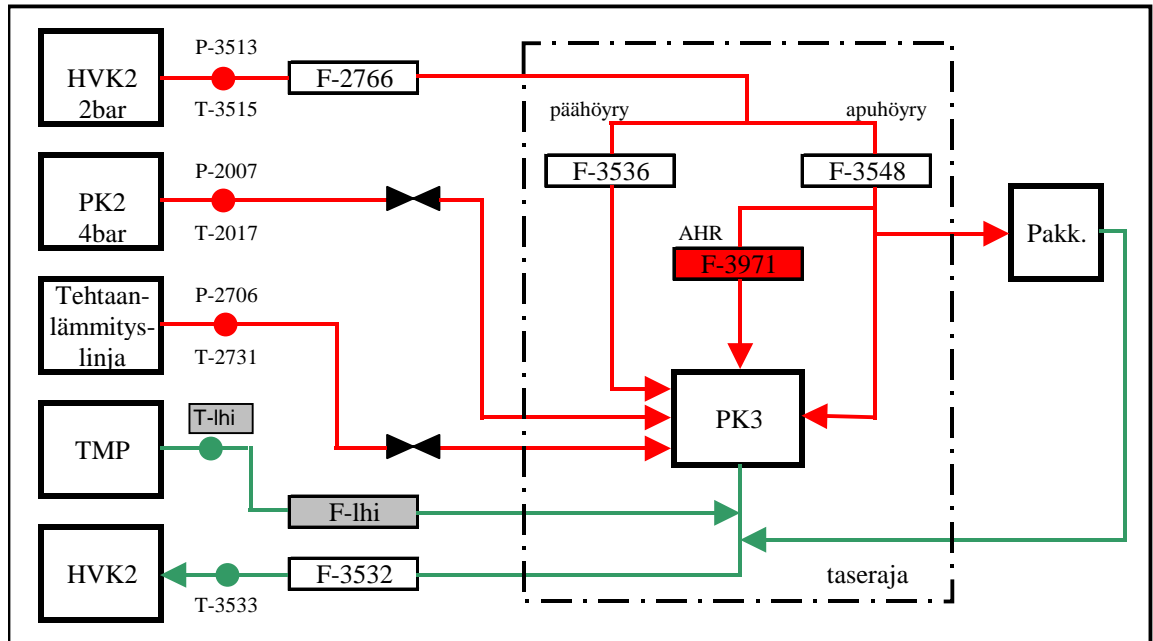 P-3513
HVK2
2bar
F-2766
T-3515
päähöyry
apuhöyry
P-2007
F-3536
F-3548
PK2
4bar
T-2017
Pakk.
AHR
F-3971
Tehtaan-
lämmitys-
linja
P-2706
T-2731
PK3
T-lhi
TMP
F-lhi
HVK2
F-3532
T-3533
taseraja